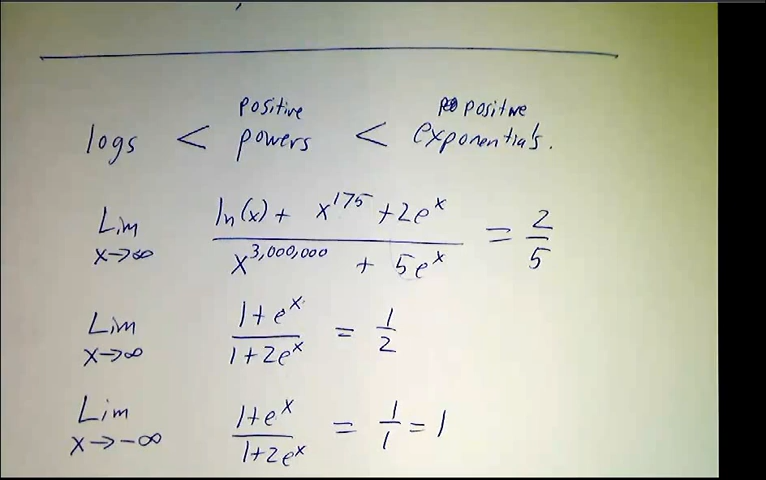 positive positive
logs < powers < exponentials.
Lim x→∞ (ln(x) + x^175 + 2e^x) / (x^3,000,000 + 5e^x) = 2/5
Lim x→∞ (1+e^x) / (1+2e^x) = 1/2
Lim x→-∞ (1+e^x) / (1+2e^x) = 1/1 = 1